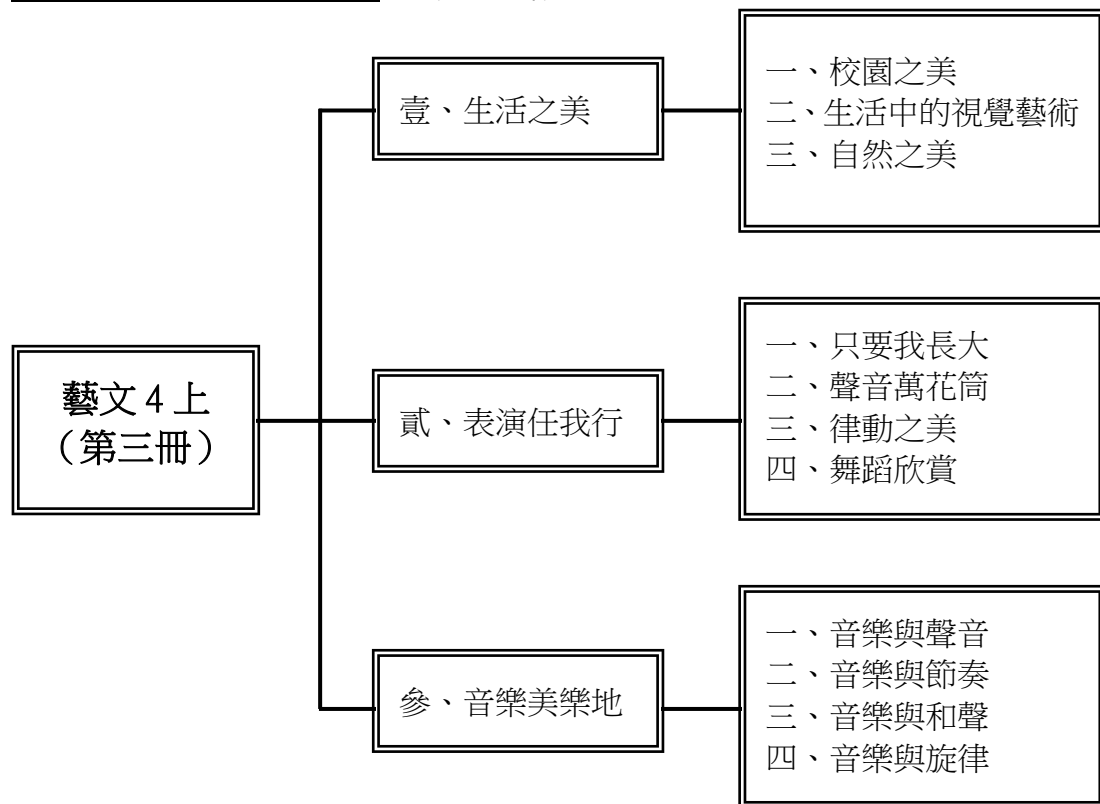 藝文4上
（第三冊）
壹、生活之美
一、校園之美
二、生活中的視覺藝術
三、自然之美
貳、表演任我行
一、只要我長大
二、聲音萬花筒
三、律動之美
四、舞蹈欣賞
參、音樂美樂地
一、音樂與聲音
二、音樂與節奏
三、音樂與和聲
四、音樂與旋律